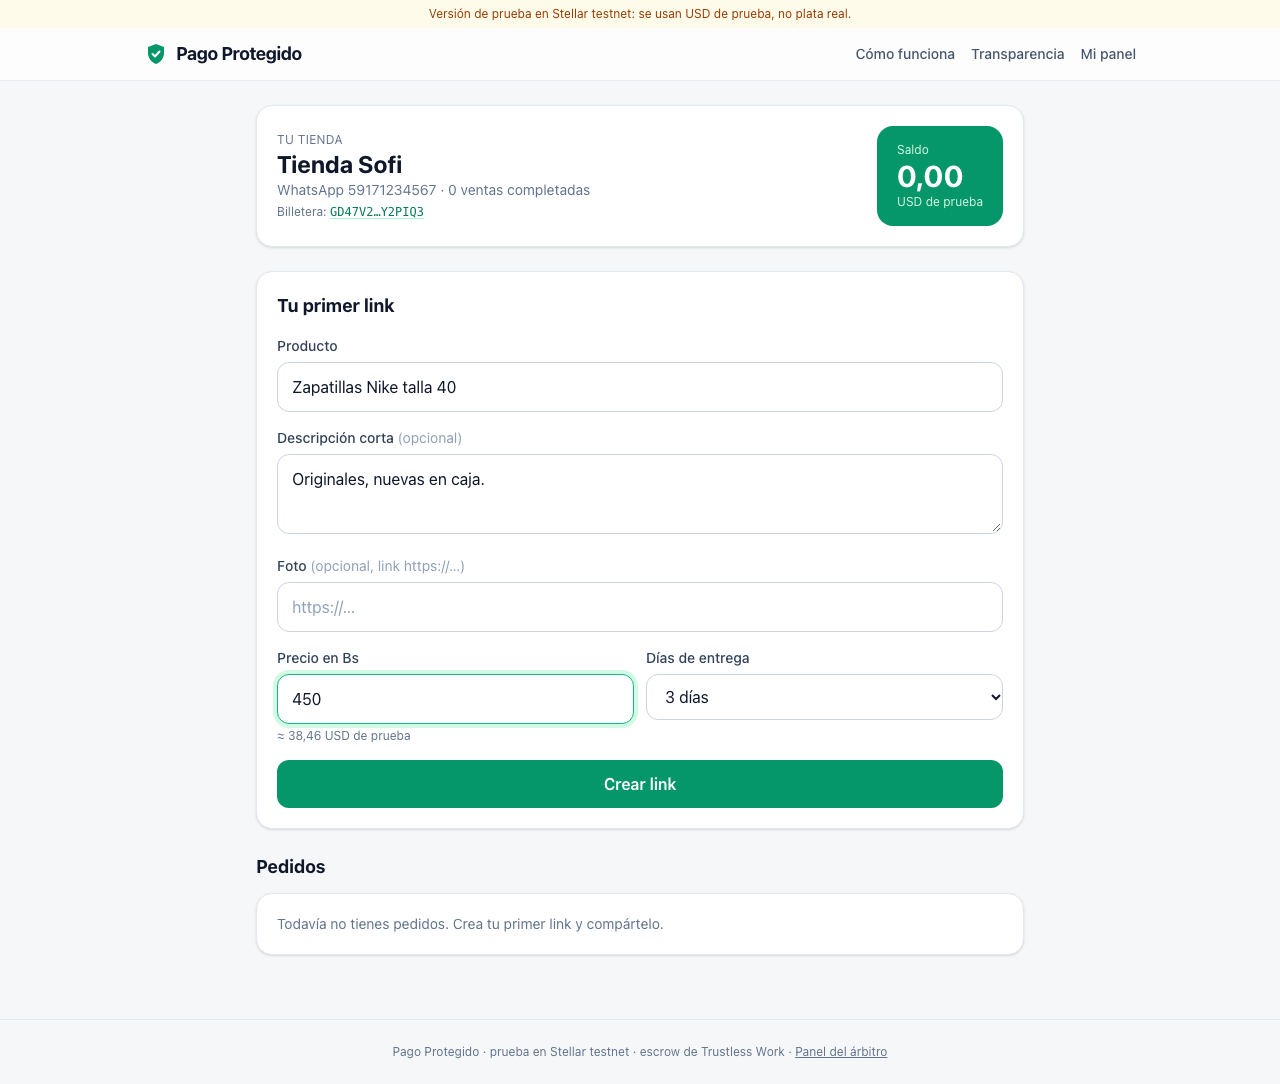 Versión de prueba en Stellar testnet: se usan USD de prueba, no plata real.
Pago Protegido
Cómo funciona Transparencia Mi panel
TU TIENDA
Tienda Sofi
WhatsApp 59171234567 · 0 ventas completadas
Billetera: GD47V2…Y2PIQ3
Saldo
0,00
USD de prueba
Tu primer link
Producto
Zapatillas Nike talla 40
Descripción corta (opcional)
Originales, nuevas en caja.
Foto (opcional, link https://…)
https://…
Precio en Bs
450
≈ 38,46 USD de prueba
Días de entrega
3 días
Crear link
Pedidos
Todavía no tienes pedidos. Crea tu primer link y compártelo.
Pago Protegido · prueba en Stellar testnet · escrow de Trustless Work · Panel del árbitro